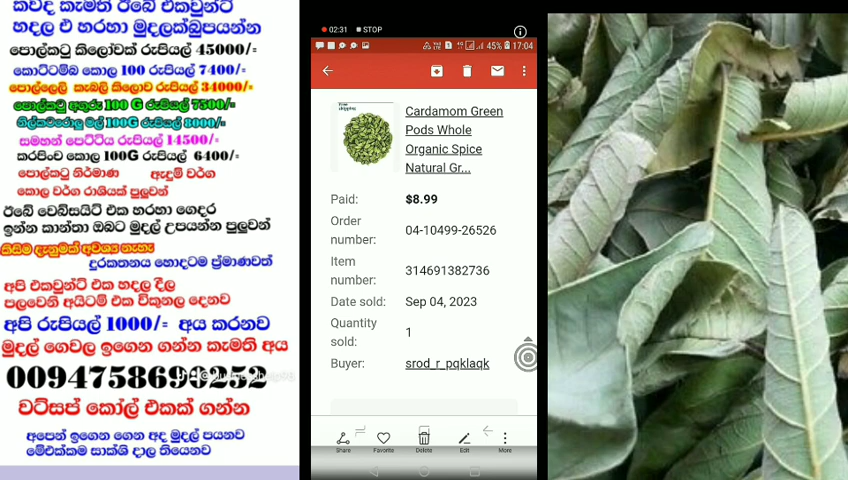 කවද කැමති ඊබේ එකවුන්ට්
හදල ඒ හරහා මුදලක්බුපයන්න
පොල්කටු කිලෝවක් රුපියල් 45000/=
කොට්ටම්බ කොල 100 රුපියල් 7400/=
පොල්ලෙලි කැබලි කිලොව රුපියල් 34000/=
පොල්කටු අගුරු 100 G රුපියල් 7500/=
නිල්කටරොලු මල් 100G රුපියල් 8000/=
සමහන් පෙට්ටිය රුපියල් 14500/=
කරපිංච කොල 100G රුපියල් 6400/=
පොල්කටු නිර්මාණ ඇදුම් වර්ග
කොල වර්ග රාශියක් පුලුවන්
ඊබේ වෙබ්සයිට් එක හරහා ගෙදර
ඉන්න කාන්තා ඔබට මුදල් උපයන්න පුලුවන්
කිසිම දැනුමක් අවශ්‍ය නැහැ
දුරකතනය හොදටම ප්‍රමාණවත්
අපි එකවුන්ට් එක හදල දීල
පලවෙනි අයිටම් එක විකුනල දෙනව
අපි රුපියල් 1000/= අය කරනව
මුදල් ගෙවල ඉගෙන ගන්න කැමති අය
0094758690252
වට්සප් කෝල් එකක් ගන්න
අපෙන් ඉගෙන ගෙන අද මුදල් පයනව
මේඑක්කම සාක්ශි දාල තියෙනව
02:31 STOP
45% 17:04
Cardamom Green
Pods Whole
Organic Spice
Natural Gr...
Paid: $8.99
Order
number: 04-10499-26526
Item
number: 314691382736
Date sold: Sep 04, 2023
Quantity
sold: 1
Buyer: srod_r_pqklaqk
Share Favorite Delete Edit More